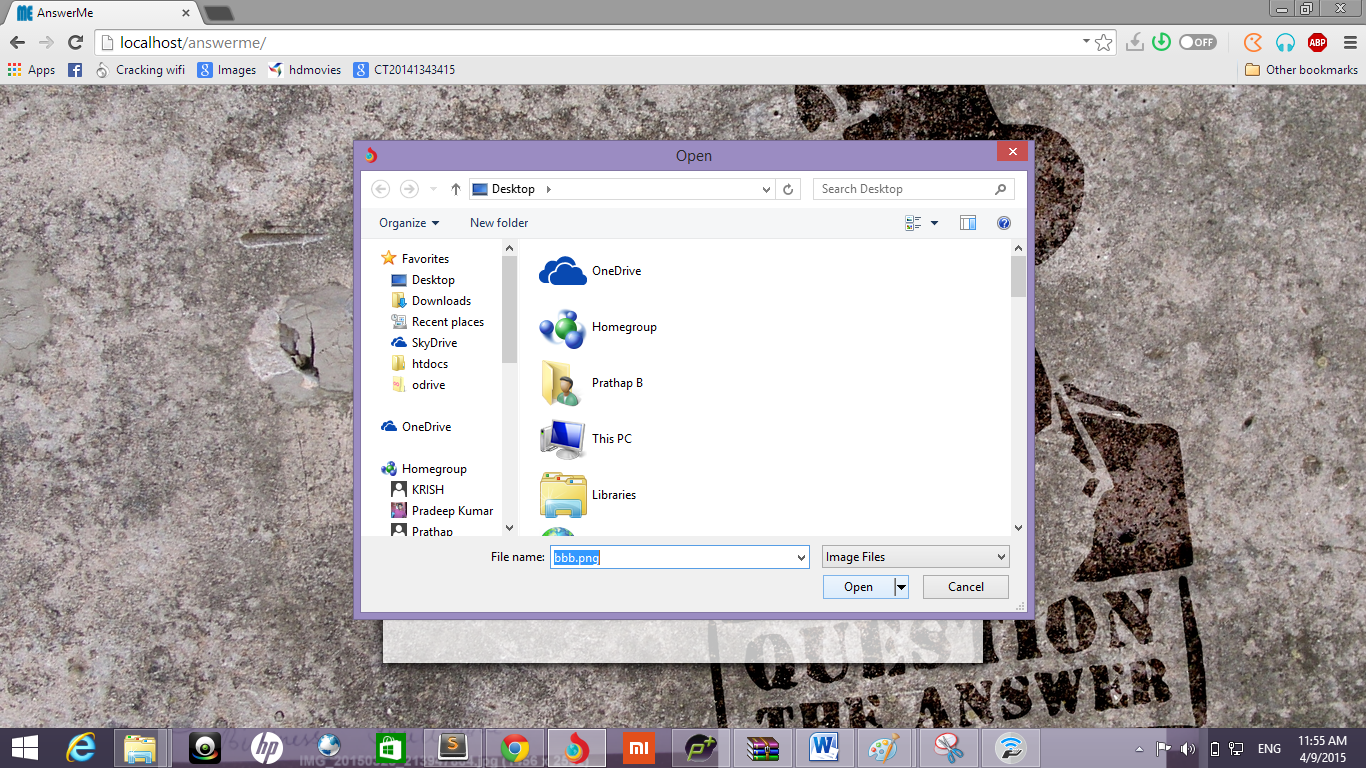 AnswerMe
localhost/answerme/
OFF
ABP
Apps
Cracking wifi
Images
hdmovies
CT20141343415
Other bookmarks
Open
Desktop
Search Desktop
Organize
New folder
Favorites
Desktop
Downloads
Recent places
SkyDrive
htdocs
odrive
OneDrive
Homegroup
KRISH
Pradeep Kumar
Prathap
OneDrive
Homegroup
Prathap B
This PC
Libraries
File name:
bbb.png
Image Files
Open
Cancel
QUESTION
THE ANSWER
ENG
11:55 AM
4/9/2015